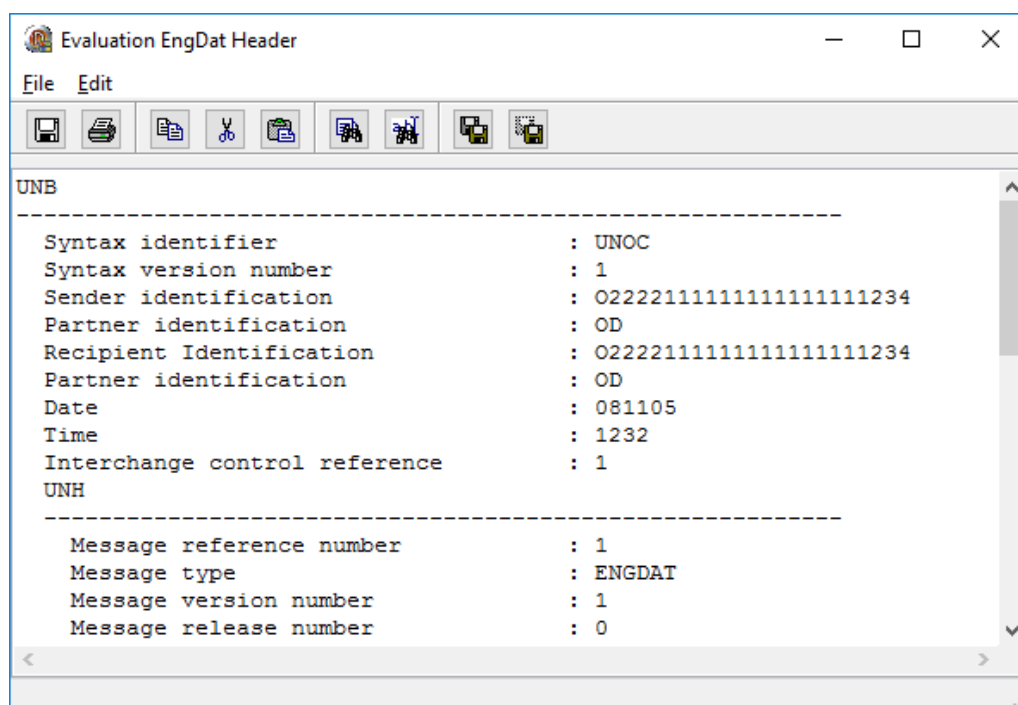 Evaluation EngDat Header
File Edit
UNB
------------------------------------------------------------
Syntax identifier : UNOC
Syntax version number : 1
Sender identification : O22221111111111111111234
Partner identification : OD
Recipient Identification : O22221111111111111111234
Partner identification : OD
Date : 081105
Time : 1232
Interchange control reference : 1
UNH
----------------------------------------------------------
Message reference number : 1
Message type : ENGDAT
Message version number : 1
Message release number : 0